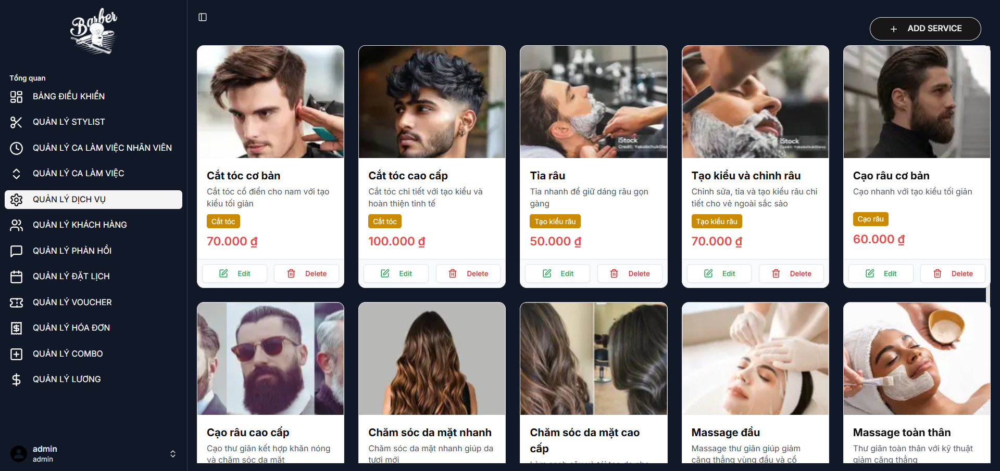 Barber
Tổng quan
BẢNG ĐIỀU KHIỂN
QUẢN LÝ STYLIST
QUẢN LÝ CA LÀM VIỆC NHÂN VIÊN
QUẢN LÝ CA LÀM VIỆC
QUẢN LÝ DỊCH VỤ
QUẢN LÝ KHÁCH HÀNG
QUẢN LÝ PHẢN HỒI
QUẢN LÝ ĐẶT LỊCH
QUẢN LÝ VOUCHER
QUẢN LÝ HÓA ĐƠN
QUẢN LÝ COMBO
QUẢN LÝ LƯƠNG
admin
admin
ADD SERVICE
Cắt tóc cơ bản
Cắt tóc cổ điển cho nam với tạo
kiểu tối giản
Cắt tóc
70.000 ₫
Edit
Delete
Cắt tóc cao cấp
Cắt tóc chi tiết với tạo kiểu và
hoàn thiện tinh tế
Cắt tóc
100.000 ₫
Edit
Delete
iStock
Credit: YakobchukOlena
Tỉa râu
Tỉa nhanh để giữ dáng râu gọn
gàng
Tạo kiểu râu
50.000 ₫
Edit
Delete
iStock
Credit: YakobchukOlena
Tạo kiểu và chỉnh râu
Chỉnh sửa, tỉa và tạo kiểu râu chi
tiết cho vẻ ngoài sắc sảo
Tạo kiểu râu
70.000 ₫
Edit
Delete
Cạo râu cơ bản
Cạo nhanh với tạo kiểu tối giản
Cạo râu
60.000 ₫
Edit
Delete
Cạo râu cao cấp
Cạo thư giãn kết hợp khăn nóng
và chăm sóc da mặt
Chăm sóc da mặt nhanh
Chăm sóc da mặt nhanh giúp da
tươi mới
Chăm sóc da mặt cao
cấp
Massage đầu
Massage thư giãn giúp giảm
căng thẳng vùng đầu và cổ
Massage toàn thân
Thư giãn toàn thân với kỹ thuật
giảm căng thẳng